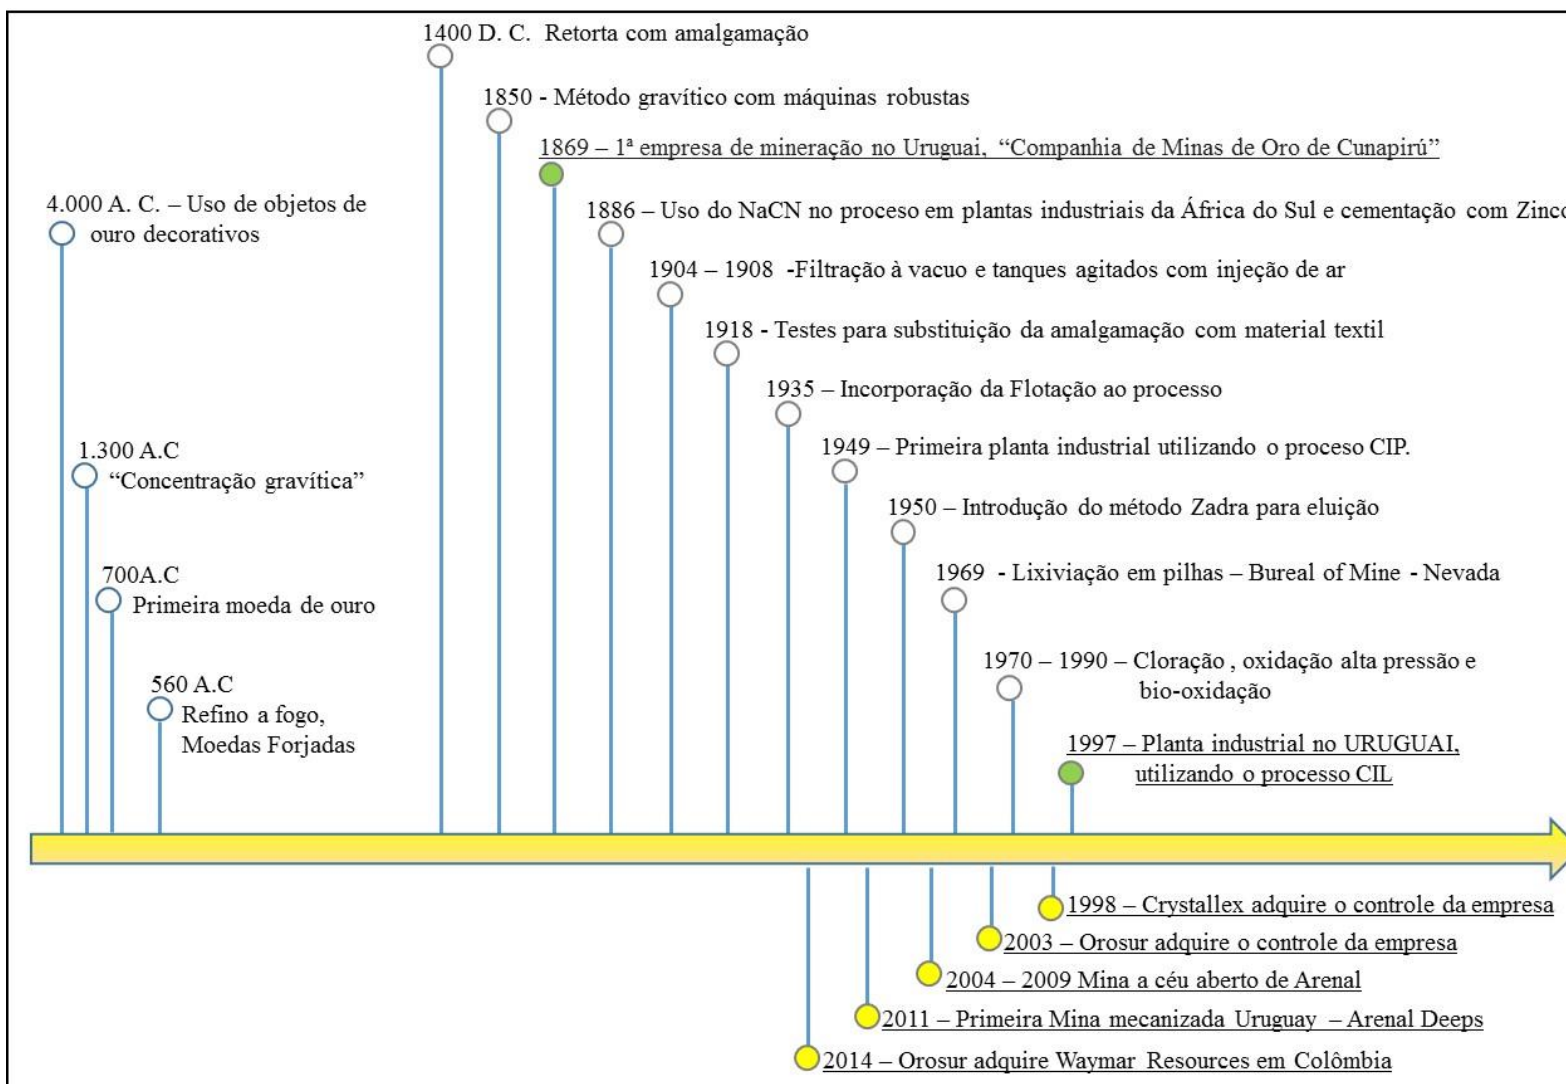 1400 D. C. Retorta com amalgamação
1850 - Método gravítico com máquinas robustas
1869 – 1ª empresa de mineração no Uruguai, “Companhia de Minas de Oro de Cunapirú”
4.000 A. C. – Uso de objetos de
ouro decorativos
1886 – Uso do NaCN no proceso em plantas industriais da África do Sul e cementação com Zinco
1904 – 1908 -Filtração à vacuo e tanques agitados com injeção de ar
1918 - Testes para substituição da amalgamação com material textil
1935 – Incorporação da Flotação ao processo
1.300 A.C
“Concentração gravítica”
1949 – Primeira planta industrial utilizando o proceso CIP.
1950 – Introdução do método Zadra para eluição
700A.C
Primeira moeda de ouro
1969 - Lixiviação em pilhas – Bureal of Mine - Nevada
560 A.C
Refino a fogo,
Moedas Forjadas
1970 – 1990 – Cloração , oxidação alta pressão e
bio-oxidação
1997 – Planta industrial no URUGUAI,
utilizando o processo CIL
1998 – Crystallex adquire o controle da empresa
2003 – Orosur adquire o controle da empresa
2004 – 2009 Mina a céu aberto de Arenal
2011 – Primeira Mina mecanizada Uruguay – Arenal Deeps
2014 – Orosur adquire Waymar Resources em Colômbia